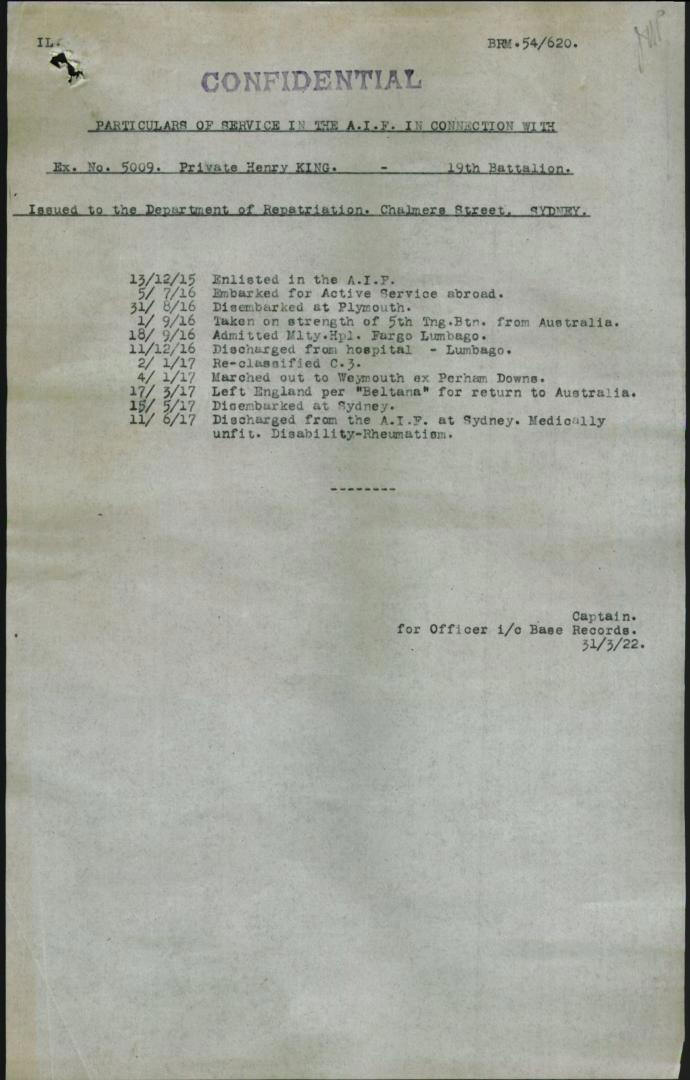 BRM.54/620.
CONFIDENTIAL
PARTICULARS OF SERVICE IN THE A.I.F. IN CONNECTION WITH
Ex. No. 5009. Private Henry KING. - 19th Battalion.
Issued to the Department of Repatriation. Chalmers Street. SYDNEY.
13/12/15 Enlisted in the A.I.F.
5/ 7/16 Embarked for Active Service abroad.
31/ 8/16 Disembarked at Plymouth.
1/ 9/16 Taken on strength of 5th Tng.Btn. from Australia.
18/ 9/16 Admitted Mlty.Hpl. Fargo Lumbago.
11/12/16 Discharged from hospital - Lumbago.
2/ 1/17 Re-classified C.3.
4/ 1/17 Marched out to Weymouth ex Perham Downs.
17/ 3/17 Left England per "Beltana" for return to Australia.
15/ 5/17 Disembarked at Sydney.
11/ 6/17 Discharged from the A.I.F. at Sydney. Medically
unfit. Disability-Rheumatism.
--------
Captain.
for Officer i/c Base Records.
31/3/22.